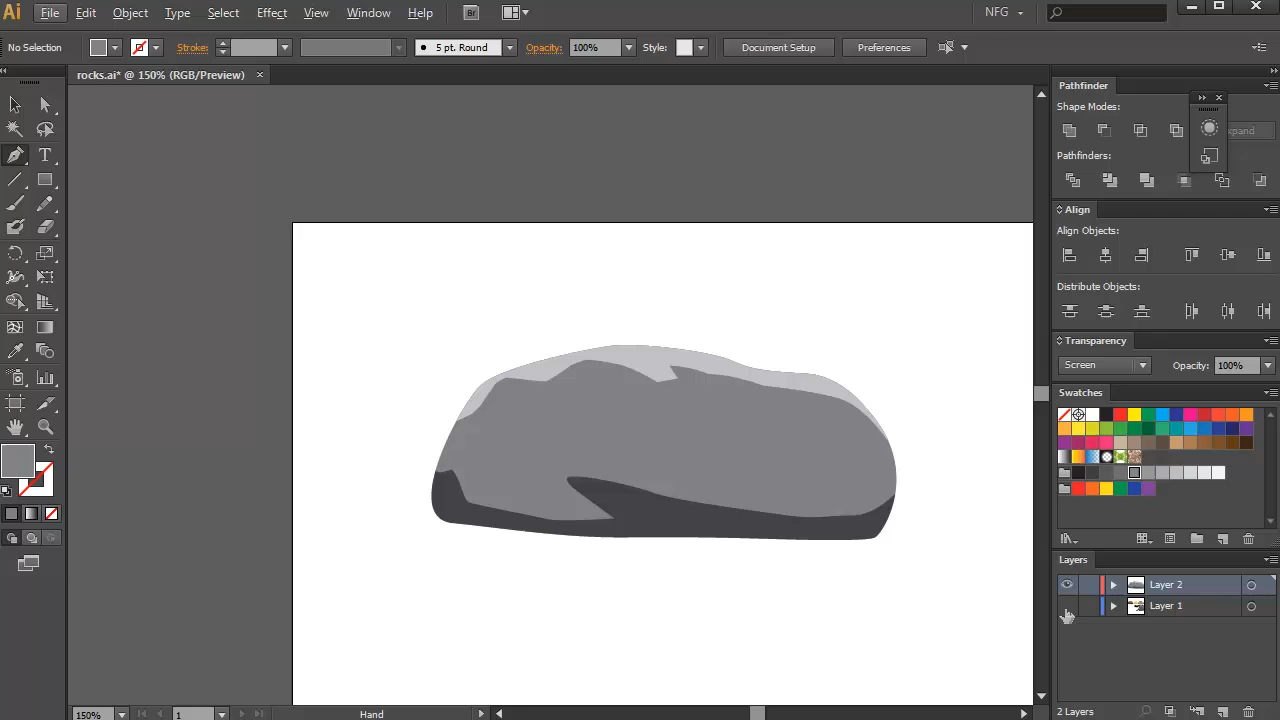 Ai File Edit Object Type Select Effect View Window Help Br NFG
No Selection Stroke: 5 pt. Round Opacity: 100% Style: Document Setup Preferences
rocks.ai* @ 150% (RGB/Preview) ×
Pathfinder
Shape Modes:
xpand
Pathfinders:
Align
Align Objects:
Distribute Objects:
Transparency
Screen Opacity: 100%
Swatches
Layers
Layer 2
Layer 1
2 Layers
150% 1 Hand
T